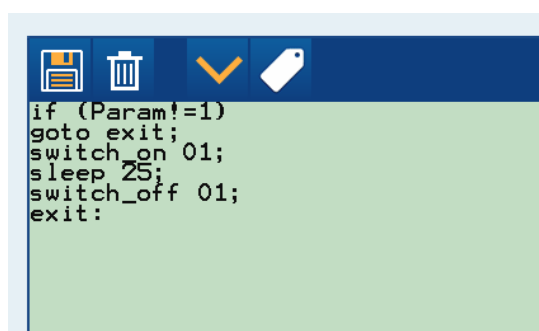 if (Param!=1)
goto exit;
switch_on 01;
sleep 25;
switch_off 01;
exit: